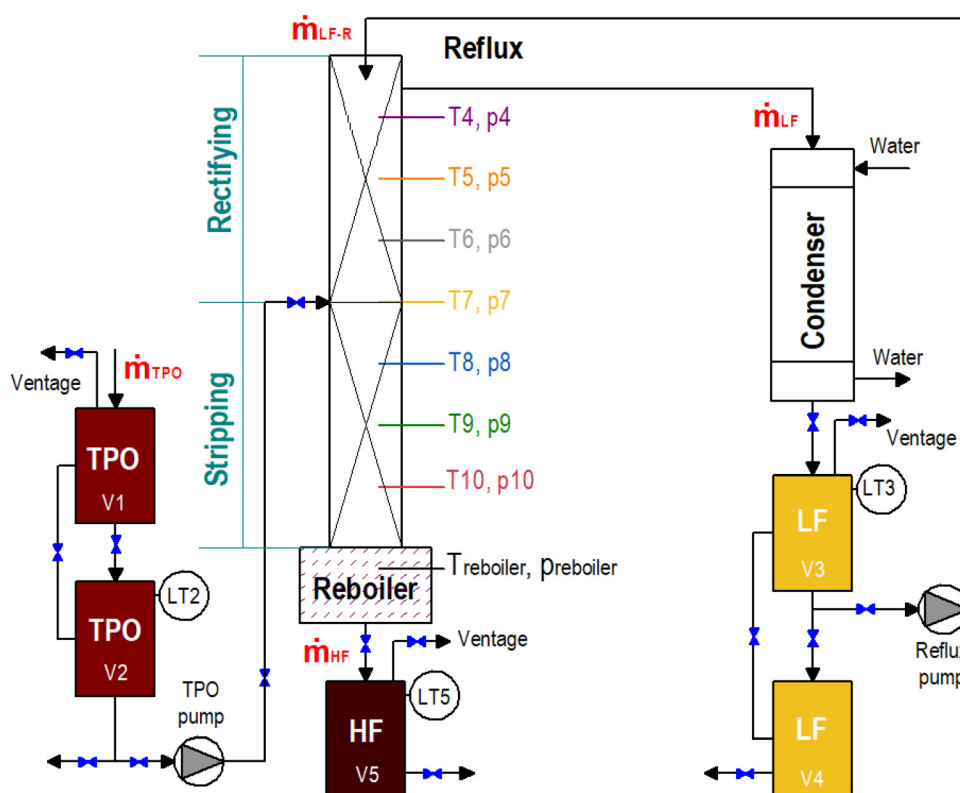 ṁLF-R
Reflux
Rectifying
Stripping
T4, p4
T5, p5
T6, p6
T7, p7
T8, p8
T9, p9
T10, p10
ṁLF
Water
Condenser
Water
Ventage
ṁTPO
Ventage
TPO
V1
LT2
TPO
V2
TPO
pump
Reboiler
Treboiler, preboiler
ṁHF
Ventage
LT5
HF
V5
LT3
LF
V3
Reflux
pump
LF
V4